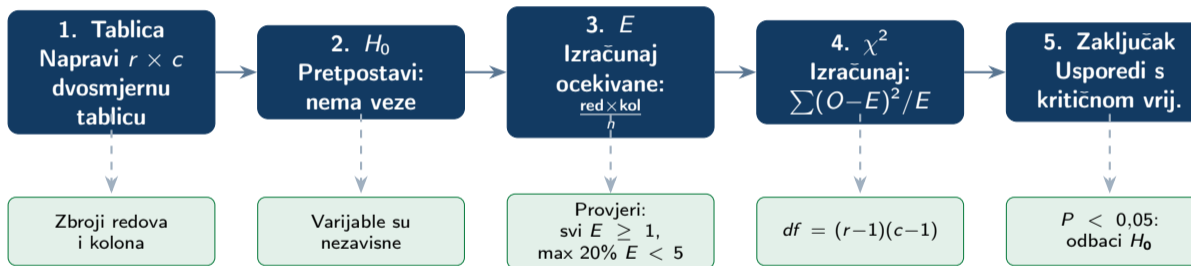 1. Tablica
Napravi r × c
dvosmjernu
tablicu
2. H₀
Pretpostavi:
nema veze
3. E
Izračunaj
ocekivane:
red×kol
h
4. χ²
Izračunaj:
∑(O−E)²/E
5. Zaključak
Usporedi s
kritičnom vrij.
Zbroji redova
i kolona
Varijable su
nezavisne
Provjeri:
svi E ≥ 1,
max 20% E < 5
df = (r−1)(c−1)
P < 0,05:
odbaci H₀